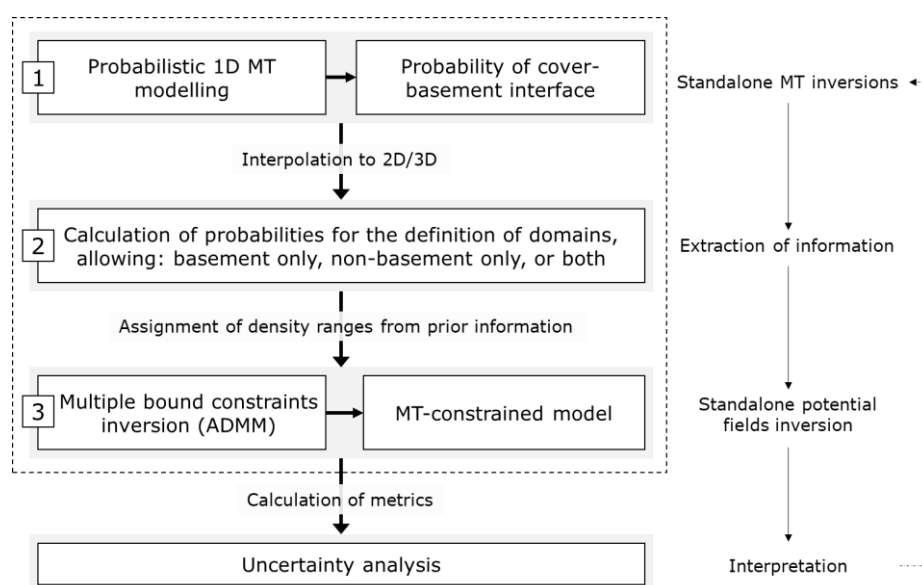 1
Probabilistic 1D MT
modelling
Probability of cover-
basement interface
Standalone MT inversions
Interpolation to 2D/3D
2
Calculation of probabilities for the definition of domains,
allowing: basement only, non-basement only, or both
Extraction of information
Assignment of density ranges from prior information
3
Multiple bound constraints
inversion (ADMM)
MT-constrained model
Standalone potential
fields inversion
Calculation of metrics
Uncertainty analysis
Interpretation